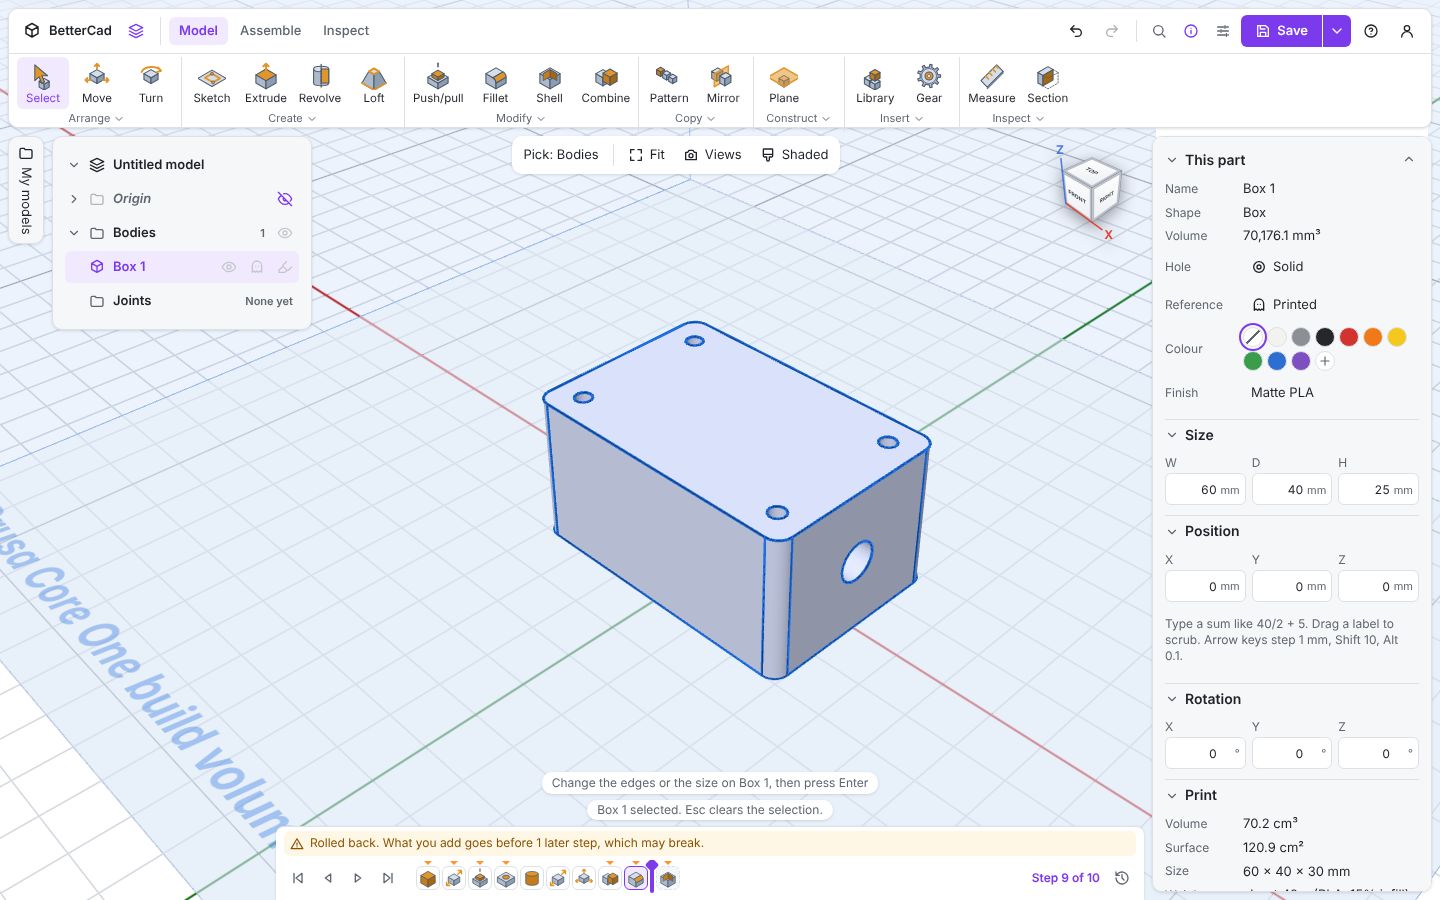 BetterCad
Model
Assemble
Inspect
Save
Select
Move
Turn
Sketch
Extrude
Revolve
Loft
Push/pull
Fillet
Shell
Combine
Pattern
Mirror
Plane
Library
Gear
Measure
Section
Arrange
Create
Modify
Copy
Construct
Insert
Inspect
My models
Untitled model
Origin
Bodies 1
Box 1
Joints None yet
Pick: Bodies
Fit
Views
Shaded
Z
TOP
FRONT
RIGHT
X
This part
Name Box 1
Shape Box
Volume 70,176.1 mm³
Hole Solid
Reference Printed
Colour
Finish Matte PLA
Size
W D H
60 mm 40 mm 25 mm
Position
X Y Z
0 mm 0 mm 0 mm
Type a sum like 40/2 + 5. Drag a label to
scrub. Arrow keys step 1 mm, Shift 10, Alt
0.1.
Rotation
X Y Z
0 ° 0 ° 0 °
Print
Volume 70.2 cm³
Surface 120.9 cm²
Size 60 × 40 × 30 mm
Core One build volum
Change the edges or the size on Box 1, then press Enter
Box 1 selected. Esc clears the selection.
Rolled back. What you add goes before 1 later step, which may break.
Step 9 of 10